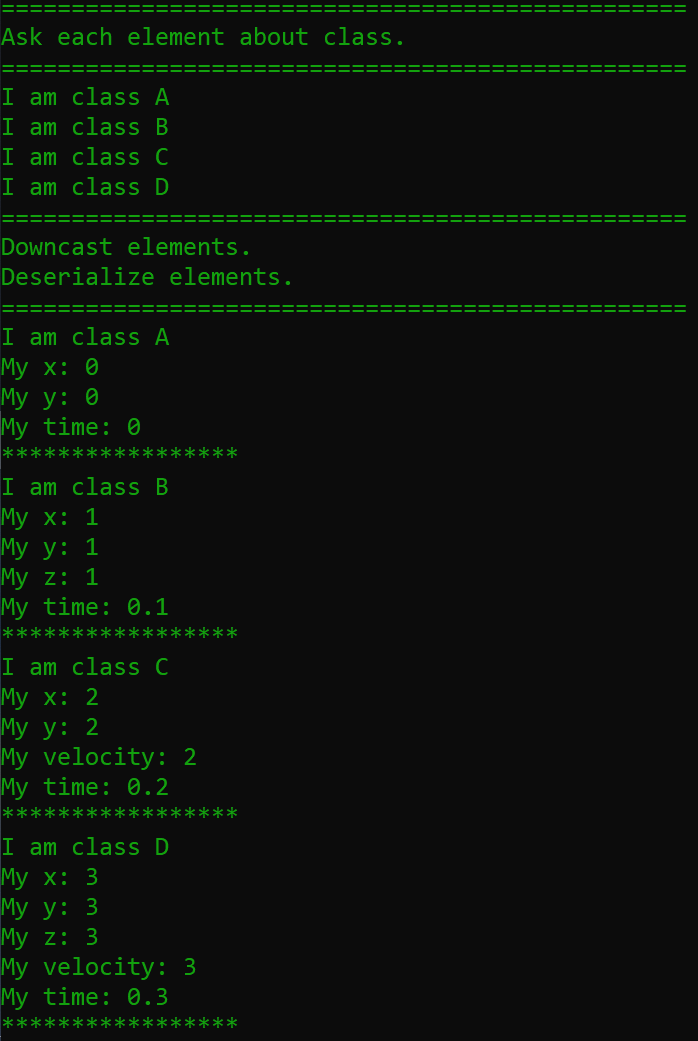 =================================================
Ask each element about class.
=================================================
I am class A
I am class B
I am class C
I am class D
=================================================
Downcast elements.
Deserialize elements.
=================================================
I am class A
My x: 0
My y: 0
My time: 0
*****************
I am class B
My x: 1
My y: 1
My z: 1
My time: 0.1
*****************
I am class C
My x: 2
My y: 2
My velocity: 2
My time: 0.2
*****************
I am class D
My x: 3
My y: 3
My z: 3
My velocity: 3
My time: 0.3
*****************